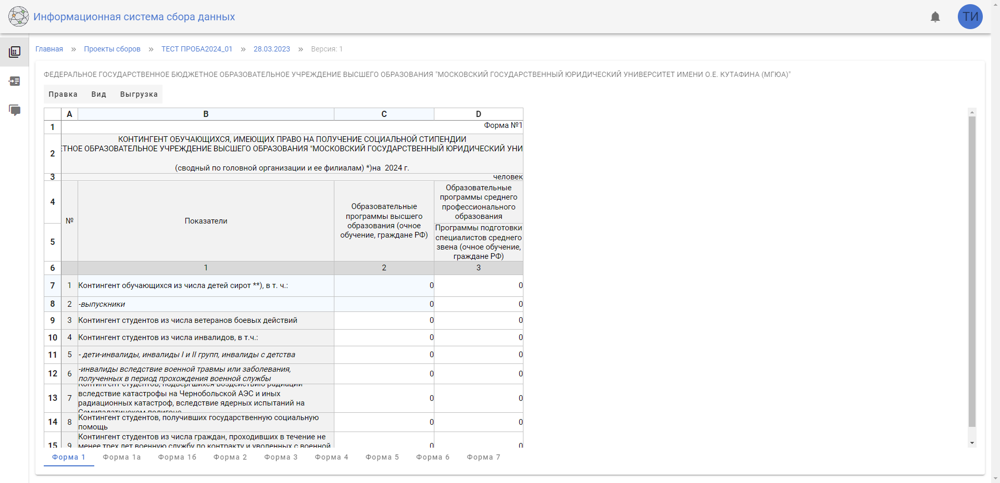 Информационная система сбора данных
ТИ
Главная » Проекты сборов » ТЕСТ ПРОБА2024_01 » 28.03.2023 » Версия: 1
ФЕДЕРАЛЬНОЕ ГОСУДАРСТВЕННОЕ БЮДЖЕТНОЕ ОБРАЗОВАТЕЛЬНОЕ УЧРЕЖДЕНИЕ ВЫСШЕГО ОБРАЗОВАНИЯ "МОСКОВСКИЙ ГОСУДАРСТВЕННЫЙ ЮРИДИЧЕСКИЙ УНИВЕРСИТЕТ ИМЕНИ О.Е. КУТАФИНА (МГЮА)"
Правка Вид Выгрузка
A B C D
1 Форма №1
2
КОНТИНГЕНТ ОБУЧАЮЩИХСЯ, ИМЕЮЩИХ ПРАВО НА ПОЛУЧЕНИЕ СОЦИАЛЬНОЙ СТИПЕНДИИ
ЕТНОЕ ОБРАЗОВАТЕЛЬНОЕ УЧРЕЖДЕНИЕ ВЫСШЕГО ОБРАЗОВАНИЯ "МОСКОВСКИЙ ГОСУДАРСТВЕННЫЙ ЮРИДИЧЕСКИЙ УНИ
(сводный по головной организации и ее филиалам) *)на 2024 г.
3 человек
4
5
№
Показатели
Образовательные
программы высшего
образования (очное
обучение, граждане РФ)
Образовательные
программы среднего
профессионального
образования
Программы подготовки
специалистов среднего
звена (очное обучение,
граждане РФ)
6 1 2 3
7 1 Контингент обучающихся из числа детей сирот **), в т. ч.: 0 0
8 2 -выпускники 0 0
9 3 Контингент студентов из числа ветеранов боевых действий 0 0
10 4 Контингент студентов из числа инвалидов, в т.ч.: 0 0
11 5 - дети-инвалиды, инвалиды I и II групп, инвалиды с детства 0 0
12 6 -инвалиды вследствие военной травмы или заболевания,
полученных в период прохождения военной службы 0 0
13 7 Контингент студентов, подвергшихся воздействию радиации
вследствие катастрофы на Чернобольской АЭС и иных
радиационных катастроф, вследствие ядерных испытаний на
Семипалатинском полигоне 0 0
14 8 Контингент студентов, получивших государственную социальную
помощь 0 0
15 9 Контингент студентов из числа граждан, проходивших в течение не
менее трех лет военную службу по контракту и уволенных с военной 0 0
Форма 1 Форма 1а Форма 1б Форма 2 Форма 3 Форма 4 Форма 5 Форма 6 Форма 7